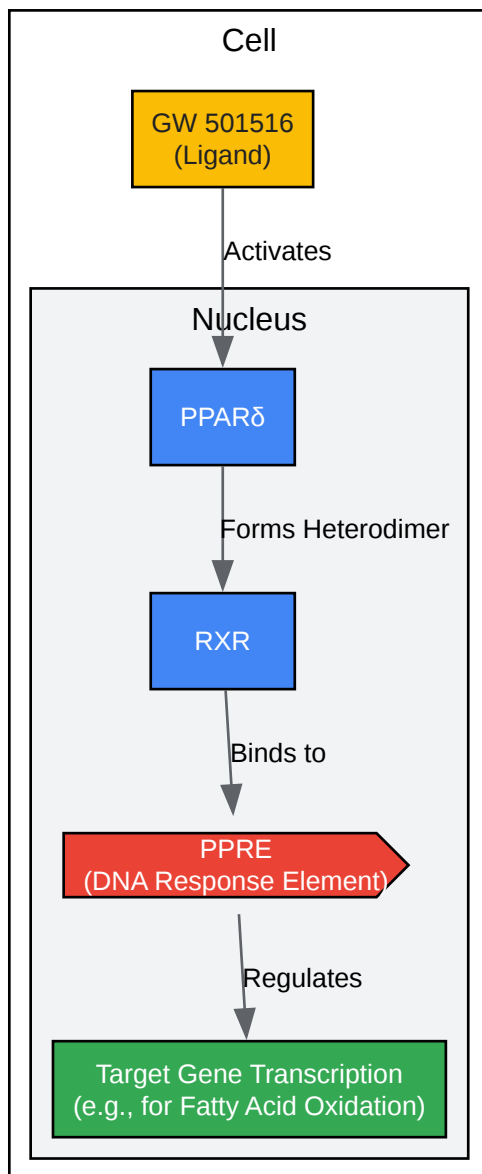 Cell
GW 501516
(Ligand)
Activates
Nucleus
PPARδ
Forms Heterodimer
RXR
Binds to
PPRE
(DNA Response Element)
Regulates
Target Gene Transcription
(e.g., for Fatty Acid Oxidation)